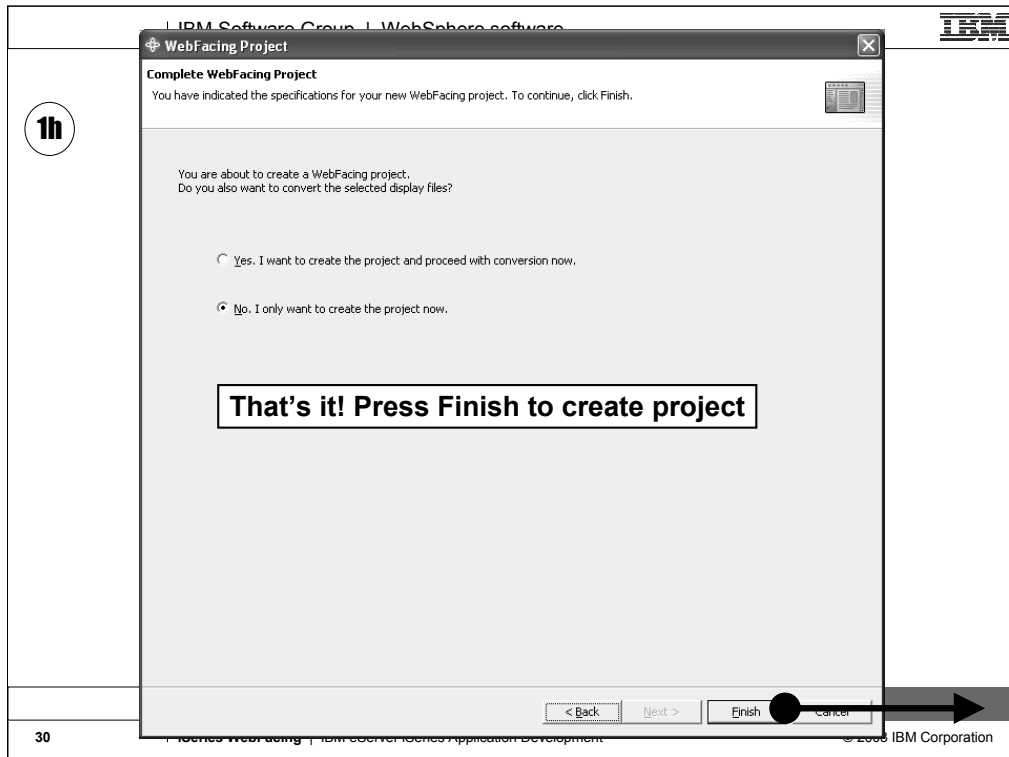 IBM Software Group | WebSphere software
IBM
WebFacing Project
Complete WebFacing Project
You have indicated the specifications for your new WebFacing project. To continue, click Finish.
1h
You are about to create a WebFacing project.
Do you also want to convert the selected display files?
Yes. I want to create the project and proceed with conversion now.
No. I only want to create the project now.
That's it! Press Finish to create project
< Back Next > Finish Cancel
30 iSeries WebFacing | IBM eServer iSeries Application Development © 2003 IBM Corporation